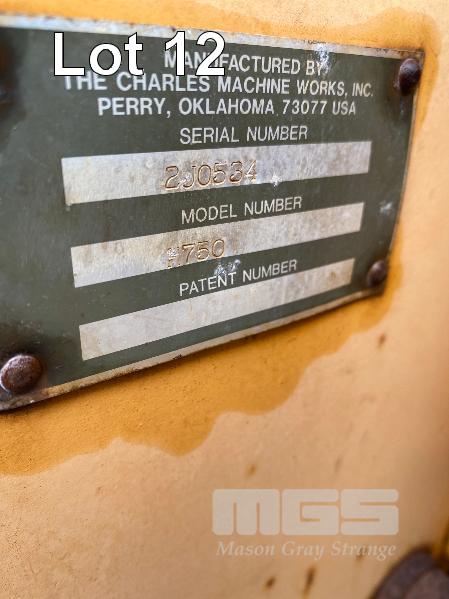 Lot 12
MANUFACTURED BY
THE CHARLES MACHINE WORKS, INC.
PERRY, OKLAHOMA 73077 USA
SERIAL NUMBER
2J0534
MODEL NUMBER
H750
PATENT NUMBER
MGS
Mason Gray Strange